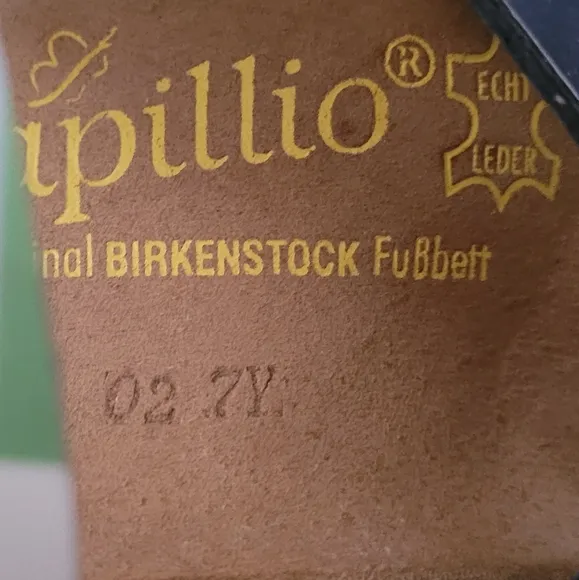 apillio®
ECHT
LEDER
inal BIRKENSTOCK Fußbett
02 7Y